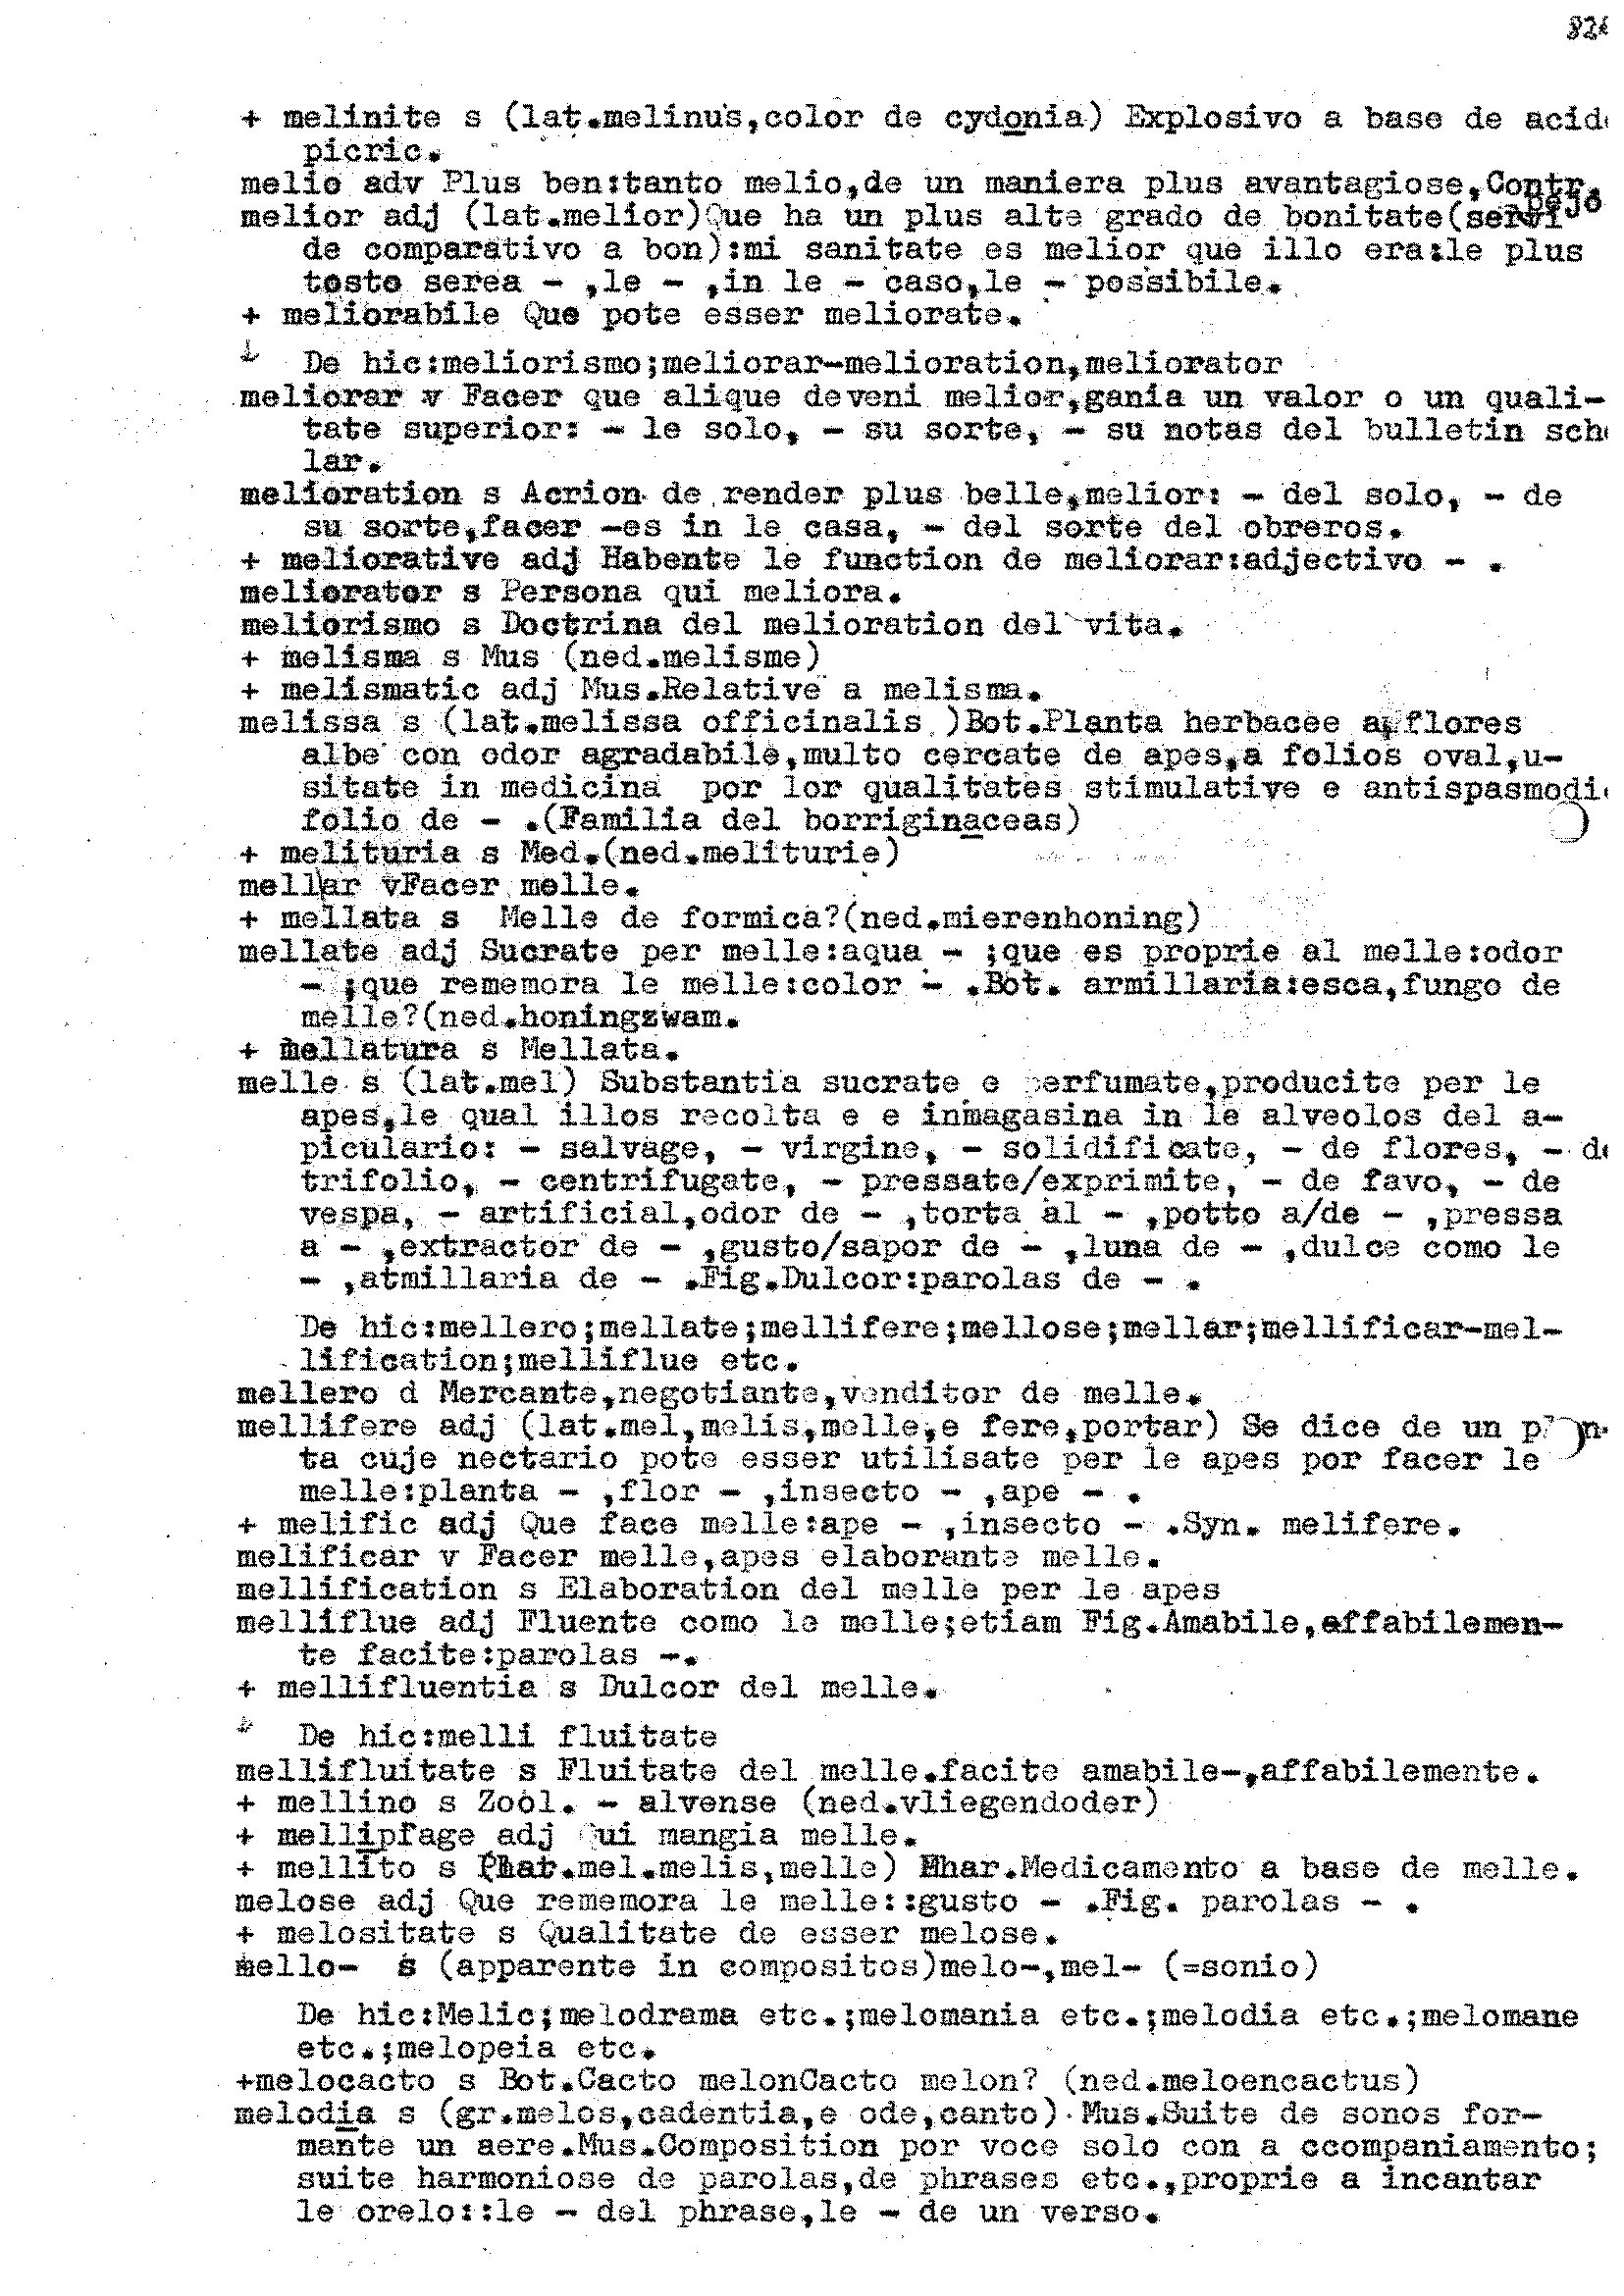 + melinite s (lat.melinus,color de cydonia) Explosivo a base de acid
picric.
melio adv Plus ben:tanto melio,de un maniera plus avantagiose,Contr.
pejo
melior adj (lat.melior)Que ha un plus alte grado de bonitate(servi
de comparativo a bon):mi sanitate es melior que illo era:le plus
tosto serea - ,le - ,in le - caso,le - possibile.
+ meliorabile Que pote esser meliorate.
De hic:meliorismo;meliorar-melioration,meliorator
meliorar v Facer que alique deveni melior,gania un valor o un quali-
tate superior: - le solo, - su sorte, - su notas del bulletin sch
lar.
melioration s Acrion de render plus belle,melior: - del solo, - de
su sorte,facer -es in le casa, - del sorte del obreros.
+ meliorative adj Habente le function de meliorar:adjectivo - .
meliorator s Persona qui meliora.
meliorismo s Doctrina del melioration del vita.
+ melisma s Mus (ned.melisme)
+ melismatic adj Mus.Relative a melisma.
melissa s (lat.melissa officinalis )Bot.Planta herbacee a flores
albe con odor agradabile,multo cercate de apes,a folios oval,u-
sitate in medicina por lor qualitates stimulative e antispasmodi
folio de - .(Familia del borriginaceas)
+ melituria s Med.(ned.meliturie)
mellar vFacer melle.
+ mellata s Melle de formica?(ned.mierenhoning)
mellate adj Sucrate per melle:aqua - ;que es proprie al melle:odor
- ;que rememora le melle:color - .Bot. armillaria:esca,fungo de
melle?(ned.honingzwam.
+ mellatura s Mellata.
melle s (lat.mel) Substantia sucrate e perfumate,producite per le
apes,le qual illos recolta e e inmagasina in le alveolos del a-
piculario: - salvage, - virgine, - solidificate, - de flores, - de
trifolio, - centrifugate, - pressate/exprimite, - de favo, - de
vespa, - artificial,odor de - ,torta al - ,potto a/de - ,pressa
a - ,extractor de - ,gusto/sapor de - ,luna de - ,dulce como le
- ,atmillaria de - .Fig.Dulcor:parolas de - .
De hic:mellero;mellate;mellifere;mellose;mellar;mellificar-mel-
lification;melliflue etc.
mellero d Mercante,negotiante,venditor de melle.
mellifere adj (lat.mel,melis,melle,e fere,portar) Se dice de un plan-
ta cuje nectario pote esser utilisate per le apes por facer le
melle:planta - ,flor - ,insecto - ,ape - .
+ melific adj Que face melle:ape - ,insecto - .Syn. melifere.
melificar v Facer melle,apes elaborante melle.
mellification s Elaboration del melle per le apes
melliflue adj Fluente como le melle;etiam Fig.Amabile,affabilemen-
te facite:parolas -.
+ mellifluentia s Dulcor del melle.
De hic:melli fluitate
mellifluitate s Fluitate del melle.facite amabile-,affabilemente.
+ mellino s Zool. - alvense (ned.vliegendoder)
+ mellipfage adj Qui mangia melle.
+ mellito s (lat.mel.melis,melle) Phar.Medicamento a base de melle.
melose adj Que rememora le melle::gusto - .Fig. parolas - .
+ melositate s Qualitate de esser melose.
mello- s (apparente in compositos)melo-,mel- (=sonio)
De hic:Melic;melodrama etc.;melomania etc.;melodia etc.;melomane
etc.;melopeia etc.
+melocacto s Bot.Cacto melonCacto melon? (ned.meloencactus)
melodia s (gr.melos,cadentia,e ode,canto) Mus.Suite de sonos for-
mante un aere.Mus.Composition por voce solo con a ccompaniamento;
suite harmoniose de parolas,de phrases etc.,proprie a incantar
le orelo::le - del phrase,le - de un verso.